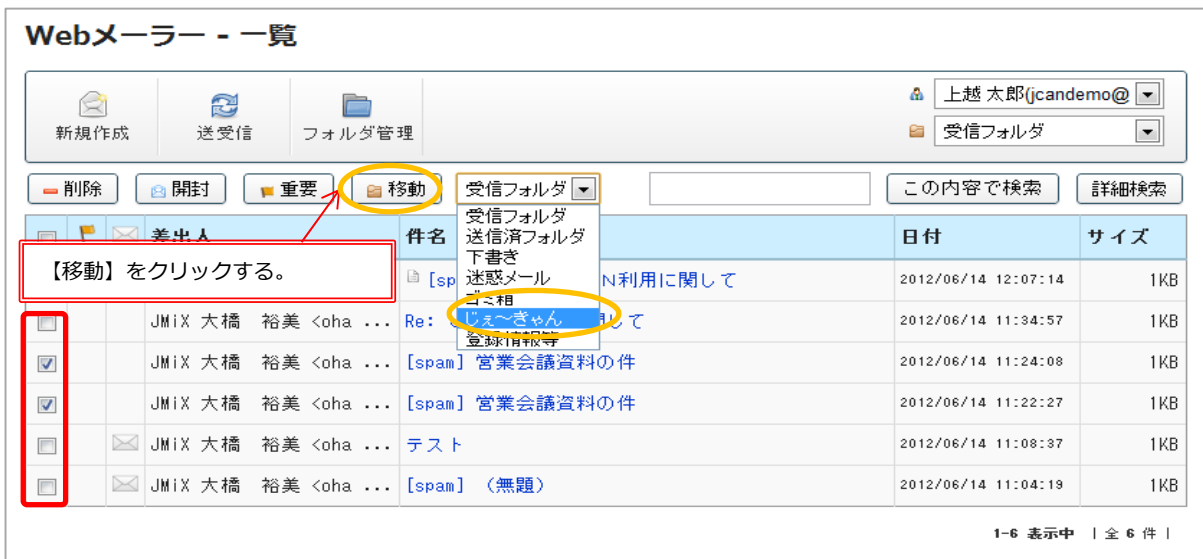 Webメーラー - 一覧
新規作成 送受信 フォルダ管理
上越 太郎(jcandemo@
受信フォルダ
削除 開封 重要 移動 受信フォルダ この内容で検索 詳細検索
受信フォルダ
送信済フォルダ
下書き
迷惑メール
ゴミ箱
じぇ～きゃん
登録情報等
差出人 件名 日付 サイズ
【移動】をクリックする。
[sp N利用に関して 2012/06/14 12:07:14 1KB
JMiX 大橋 裕美 <oha ... Re: して 2012/06/14 11:34:57 1KB
JMiX 大橋 裕美 <oha ... [spam] 営業会議資料の件 2012/06/14 11:24:08 1KB
JMiX 大橋 裕美 <oha ... [spam] 営業会議資料の件 2012/06/14 11:22:27 1KB
JMiX 大橋 裕美 <oha ... テスト 2012/06/14 11:08:37 1KB
JMiX 大橋 裕美 <oha ... [spam] （無題） 2012/06/14 11:04:19 1KB
1-6 表示中 | 全 6 件 |